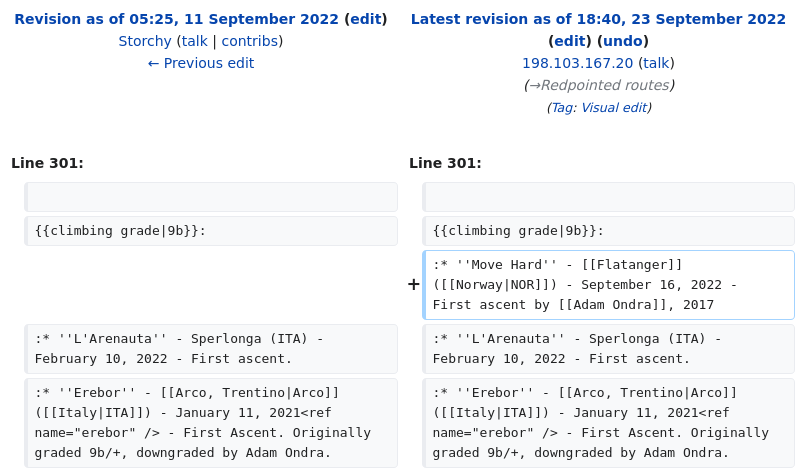 Revision as of 05:25, 11 September 2022 (edit)
Storchy (talk | contribs)
← Previous edit
Latest revision as of 18:40, 23 September 2022
(edit) (undo)
198.103.167.20 (talk)
(→Redpointed routes)
(Tag: Visual edit)
Line 301:
Line 301:
{{climbing grade|9b}}:
{{climbing grade|9b}}:
+
:* ''Move Hard'' - [[Flatanger]]
([[Norway|NOR]]) - September 16, 2022 -
First ascent by [[Adam Ondra]], 2017
:* ''L'Arenauta'' - Sperlonga (ITA) -
February 10, 2022 - First ascent.
:* ''L'Arenauta'' - Sperlonga (ITA) -
February 10, 2022 - First ascent.
:* ''Erebor'' - [[Arco, Trentino|Arco]]
([[Italy|ITA]]) - January 11, 2021<ref
name="erebor" /> - First Ascent. Originally
graded 9b/+, downgraded by Adam Ondra.
:* ''Erebor'' - [[Arco, Trentino|Arco]]
([[Italy|ITA]]) - January 11, 2021<ref
name="erebor" /> - First Ascent. Originally
graded 9b/+, downgraded by Adam Ondra.